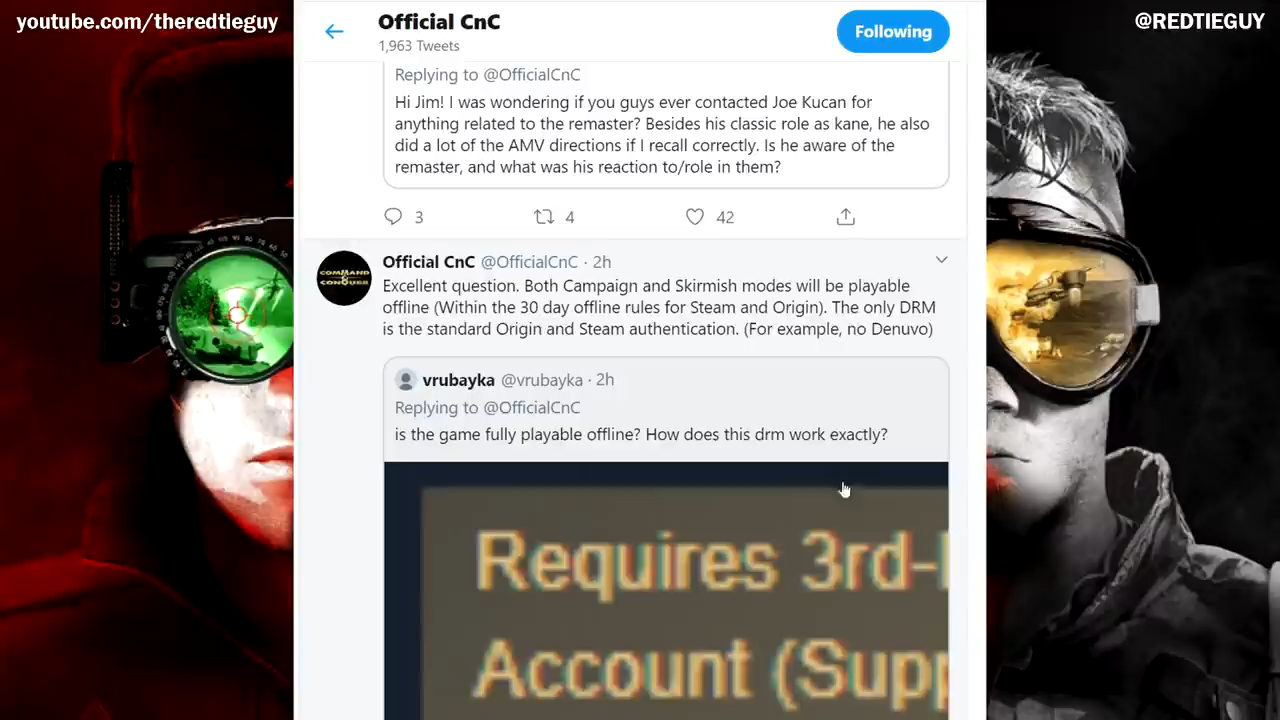 youtube.com/theredtieguy
@REDTIEGUY
Official CnC
1,963 Tweets
Following
Replying to @OfficialCnC
Hi Jim! I was wondering if you guys ever contacted Joe Kucan for
anything related to the remaster? Besides his classic role as kane, he also
did a lot of the AMV directions if I recall correctly. Is he aware of the
remaster, and what was his reaction to/role in them?
3 4 42
COMMAND
CONQUER
Official CnC @OfficialCnC · 2h
Excellent question. Both Campaign and Skirmish modes will be playable
offline (Within the 30 day offline rules for Steam and Origin). The only DRM
is the standard Origin and Steam authentication. (For example, no Denuvo)
vrubayka @vrubayka · 2h
Replying to @OfficialCnC
is the game fully playable offline? How does this drm work exactly?
Requires 3rd-
Account (Supp